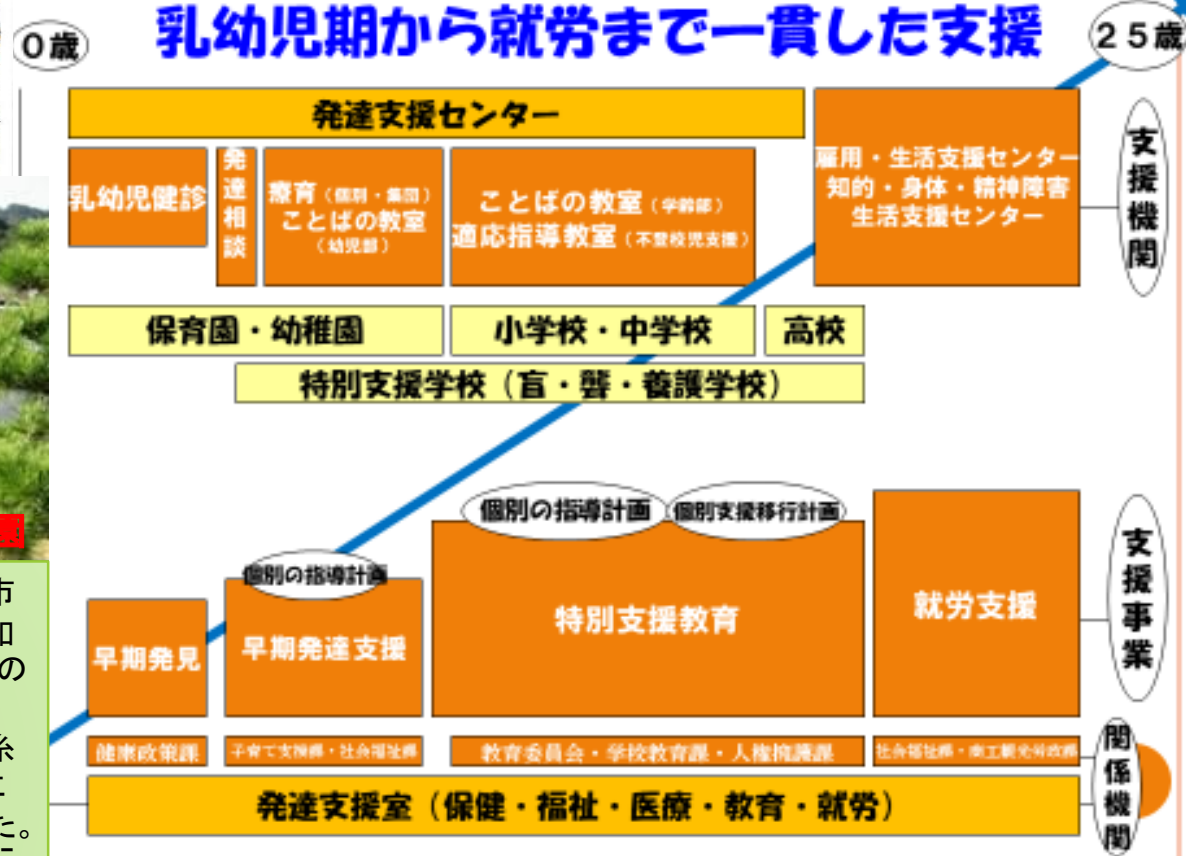 0歳
乳幼児期から就労まで一貫した支援
25歳
発達支援センター
乳幼児健診
発達相談
療育（個別・集団）
ことばの教室
（幼児部）
ことばの教室（学齢部）
適応指導教室（不登校児支援）
雇用・生活支援センター
知的・身体・精神障害
生活支援センター
支援機関
保育園・幼稚園
小学校・中学校
高校
特別支援学校（盲・聾・養護学校）
個別の指導計画
個別支援移行計画
個別の指導計画
早期発見
早期発達支援
特別支援教育
就労支援
支援事業
健康政策課
子育て支援課・社会福祉課
教育委員会・学校教育課・人権擁護課
社会福祉課・商工観光労政課
関係機関
発達支援室（保健・福祉・医療・教育・就労）
市
の
た。